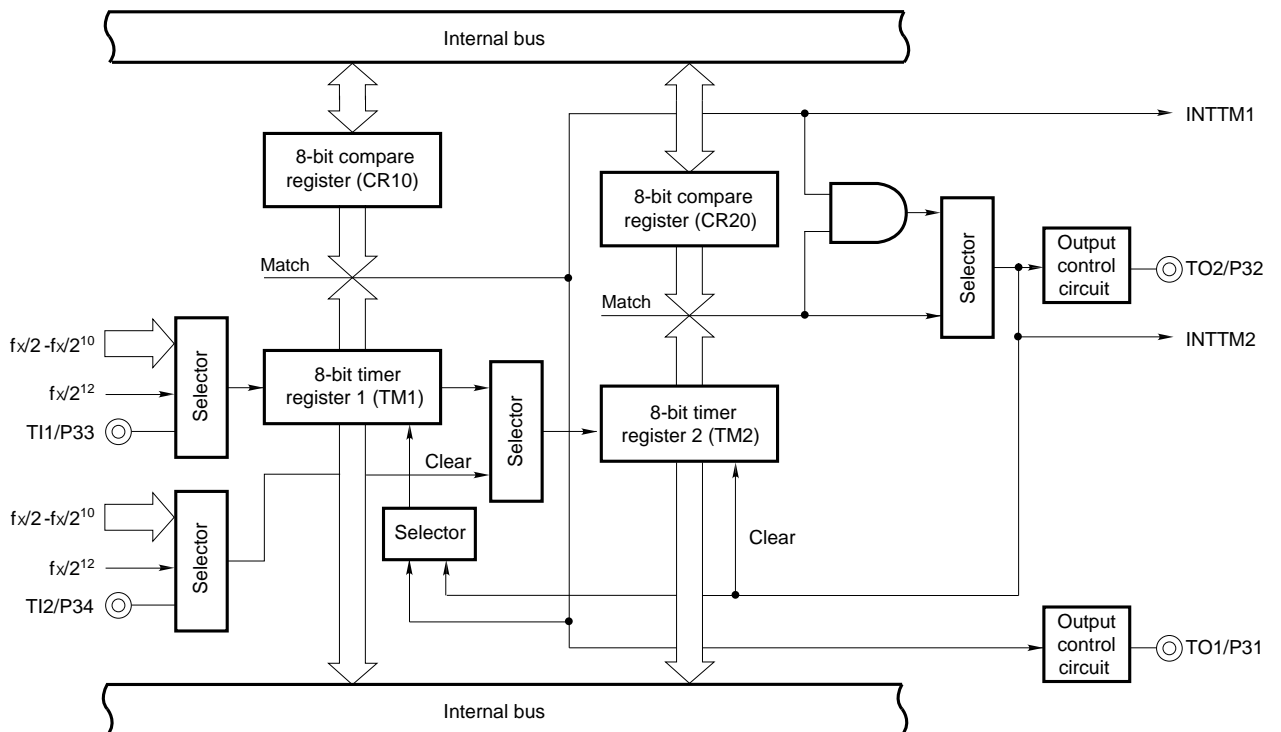 Internal bus
INTTM1
8-bit compare
register (CR10)
8-bit compare
register (CR20)
Selector
Output
control
circuit
TO2/P32
Match
Match
INTTM2
fx/2 -fx/2¹⁰
fx/2¹²
TI1/P33
Selector
8-bit timer
register 1 (TM1)
Selector
8-bit timer
register 2 (TM2)
Clear
fx/2 -fx/2¹⁰
fx/2¹²
TI2/P34
Selector
Selector
Clear
Output
control
circuit
TO1/P31
Internal bus